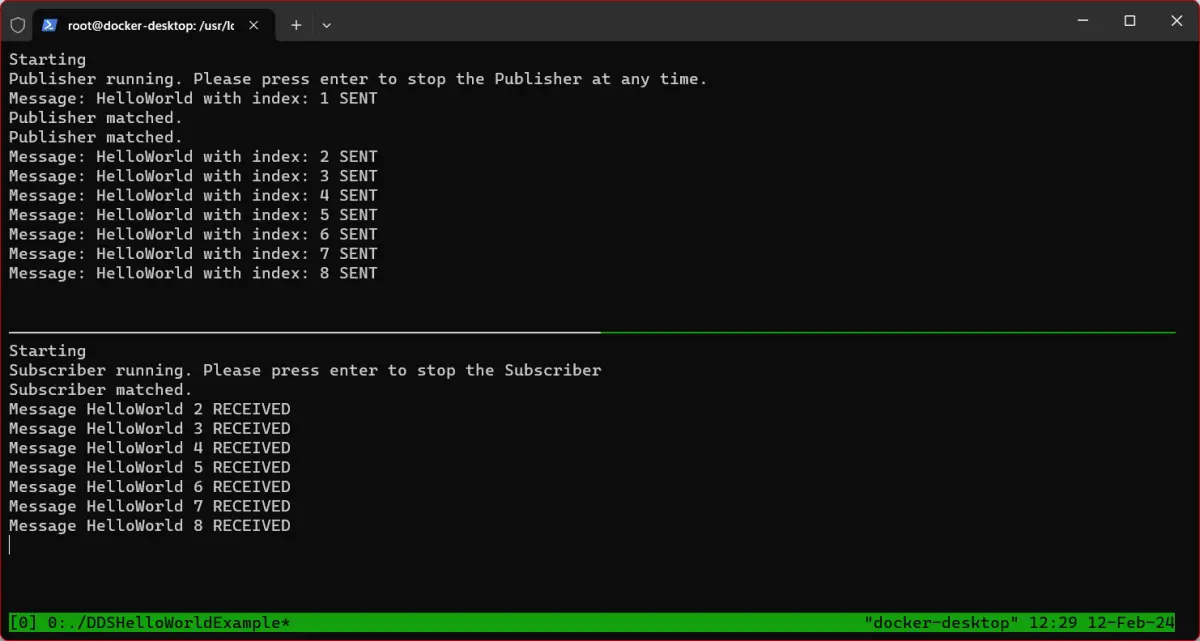 root@docker-desktop: /usr/lo
Starting
Publisher running. Please press enter to stop the Publisher at any time.
Message: HelloWorld with index: 1 SENT
Publisher matched.
Publisher matched.
Message: HelloWorld with index: 2 SENT
Message: HelloWorld with index: 3 SENT
Message: HelloWorld with index: 4 SENT
Message: HelloWorld with index: 5 SENT
Message: HelloWorld with index: 6 SENT
Message: HelloWorld with index: 7 SENT
Message: HelloWorld with index: 8 SENT
Starting
Subscriber running. Please press enter to stop the Subscriber
Subscriber matched.
Message HelloWorld 2 RECEIVED
Message HelloWorld 3 RECEIVED
Message HelloWorld 4 RECEIVED
Message HelloWorld 5 RECEIVED
Message HelloWorld 6 RECEIVED
Message HelloWorld 7 RECEIVED
Message HelloWorld 8 RECEIVED
[0] 0:./DDSHelloWorldExample* "docker-desktop" 12:29 12-Feb-24